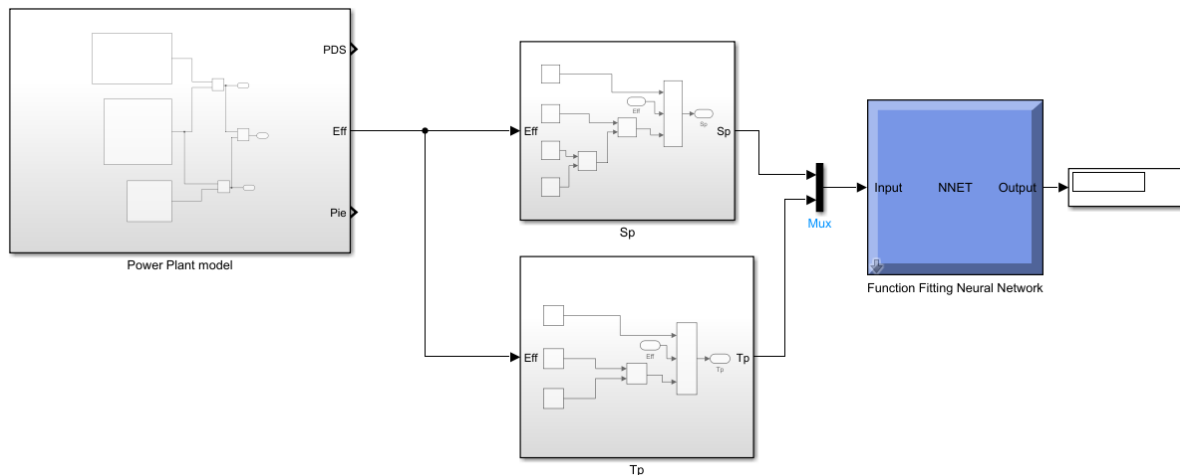 PDS
Eff
Pie
Power Plant model
Eff
Eff
Sp
Sp
Sp
Eff
Eff
Tp
Tp
Tp
Mux
Input
NNET
Output
Function Fitting Neural Network